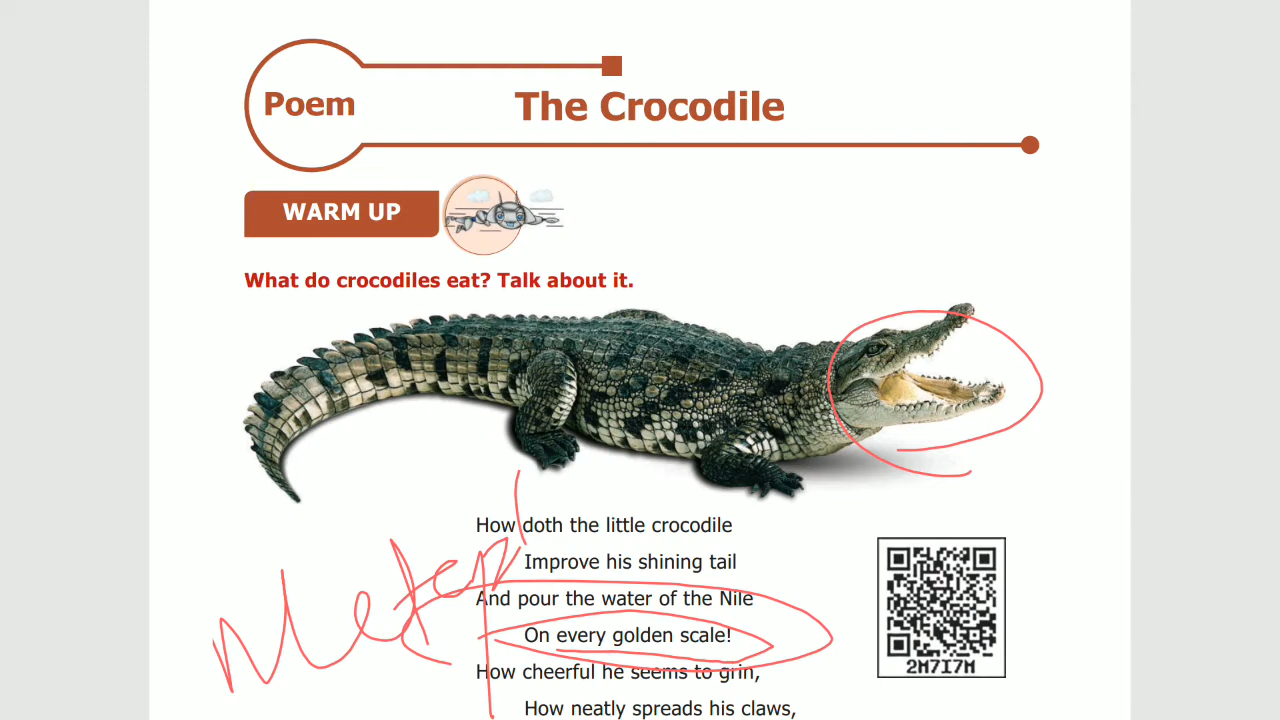 Poem
The Crocodile
WARM UP
What do crocodiles eat? Talk about it.
How doth the little crocodile
Improve his shining tail
And pour the water of the Nile
On every golden scale!
How cheerful he seems to grin,
How neatly spreads his claws,
2M7I7M